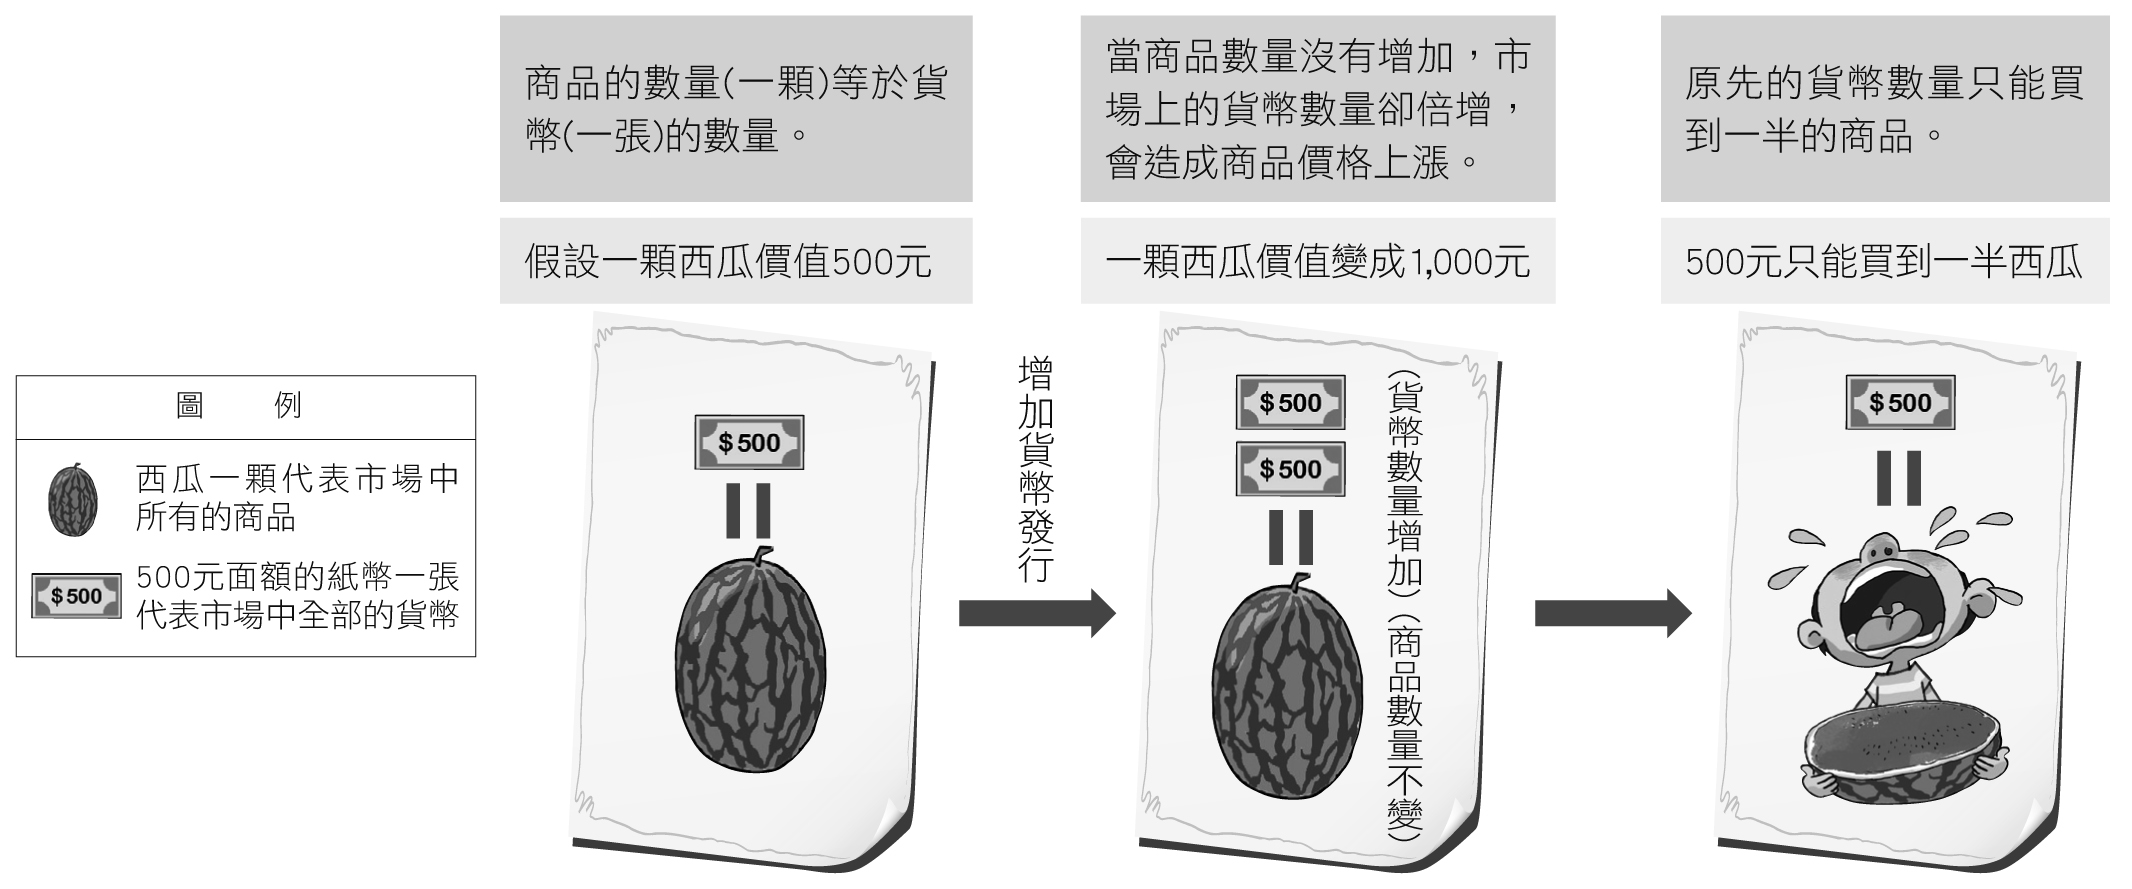 商品的數量(一顆)等於貨
幣(一張)的數量。
當商品數量沒有增加，市
場上的貨幣數量卻倍增，
會造成商品價格上漲。
原先的貨幣數量只能買
到一半的商品。
假設一顆西瓜價值500元
一顆西瓜價值變成1,000元
500元只能買到一半西瓜
圖　例
西瓜一顆代表市場中
所有的商品
$500
500元面額的紙幣一張
代表市場中全部的貨幣
$500
增加貨幣發行
$500
$500
(貨幣數量增加)(商品數量不變)
$500